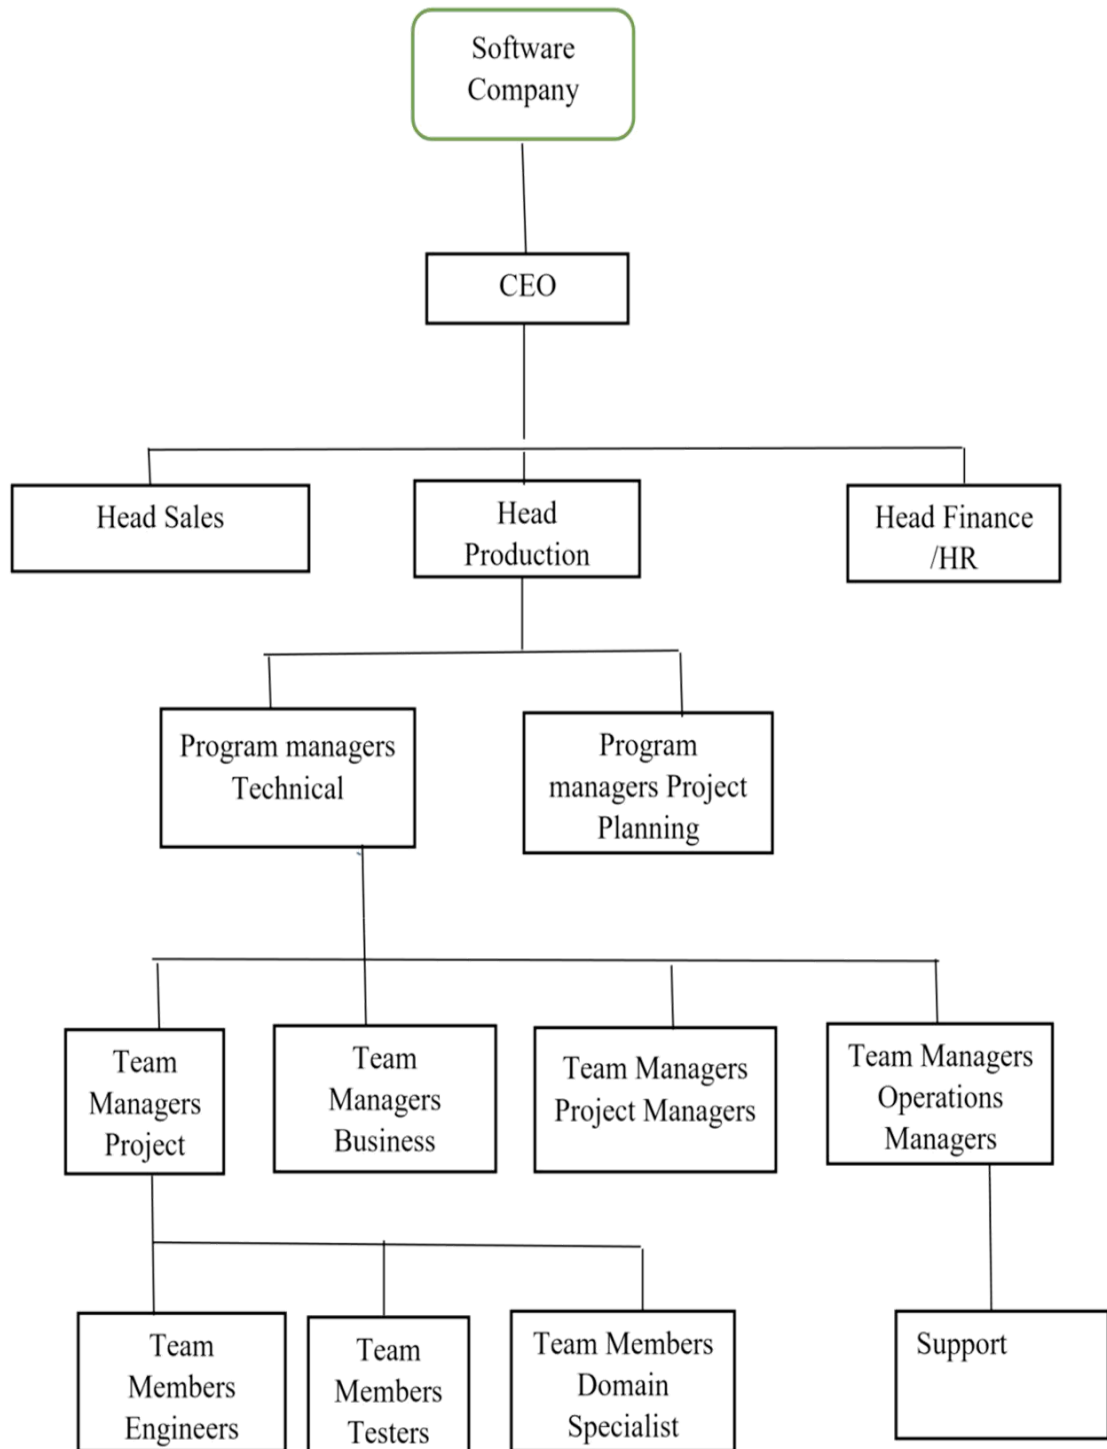 Software
Company
CEO
Head Sales
Head
Production
Head Finance
/HR
Program managers
Technical
Program
managers Project
Planning
Team
Managers
Project
Team
Managers
Business
Team Managers
Project Managers
Team Managers
Operations
Managers
Team
Members
Engineers
Team
Members
Testers
Team Members
Domain
Specialist
Support